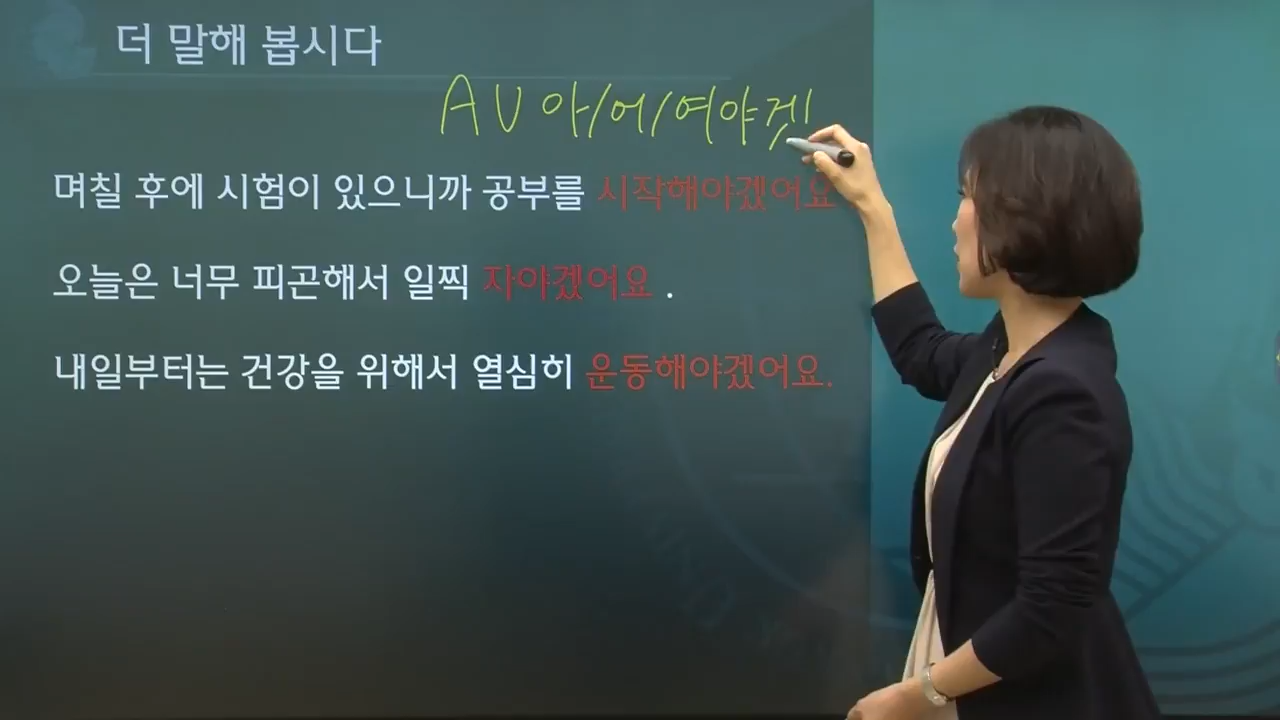 더 말해 봅시다
AV 아/어/여야겠
며칠 후에 시험이 있으니까 공부를 시작해야겠어요
오늘은 너무 피곤해서 일찍 자야겠어요 .
내일부터는 건강을 위해서 열심히 운동해야겠어요.